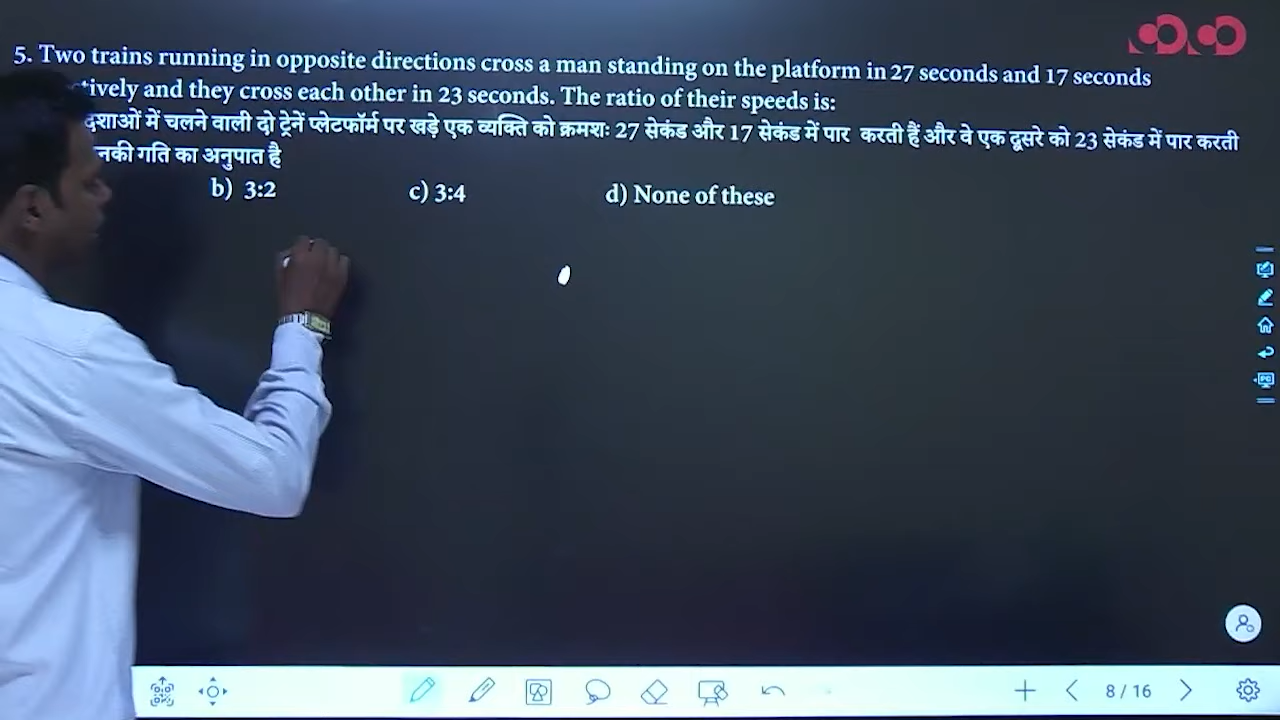 5. Two trains running in opposite directions cross a man standing on the platform in 27 seconds and 17 seconds
and they cross each other in 23 seconds. The ratio of their speeds is:
में चलने वाली दो ट्रेनें प्लेटफॉर्म पर खड़े एक व्यक्ति को क्रमशः 27 सेकंड और 17 सेकंड में पार करती हैं और वे एक दूसरे को 23 सेकंड में पार करती
गति का अनुपात है
b) 3:2 c) 3:4 d) None of these
8 / 16